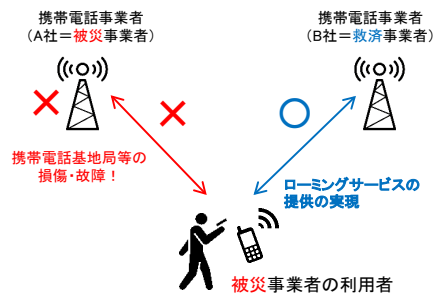 携帯電話事業者
（A社＝被災事業者）
携帯電話事業者
（B社＝救済事業者）
携帯電話基地局等の
損傷・故障！
ローミングサービスの
提供の実現
被災事業者の利用者